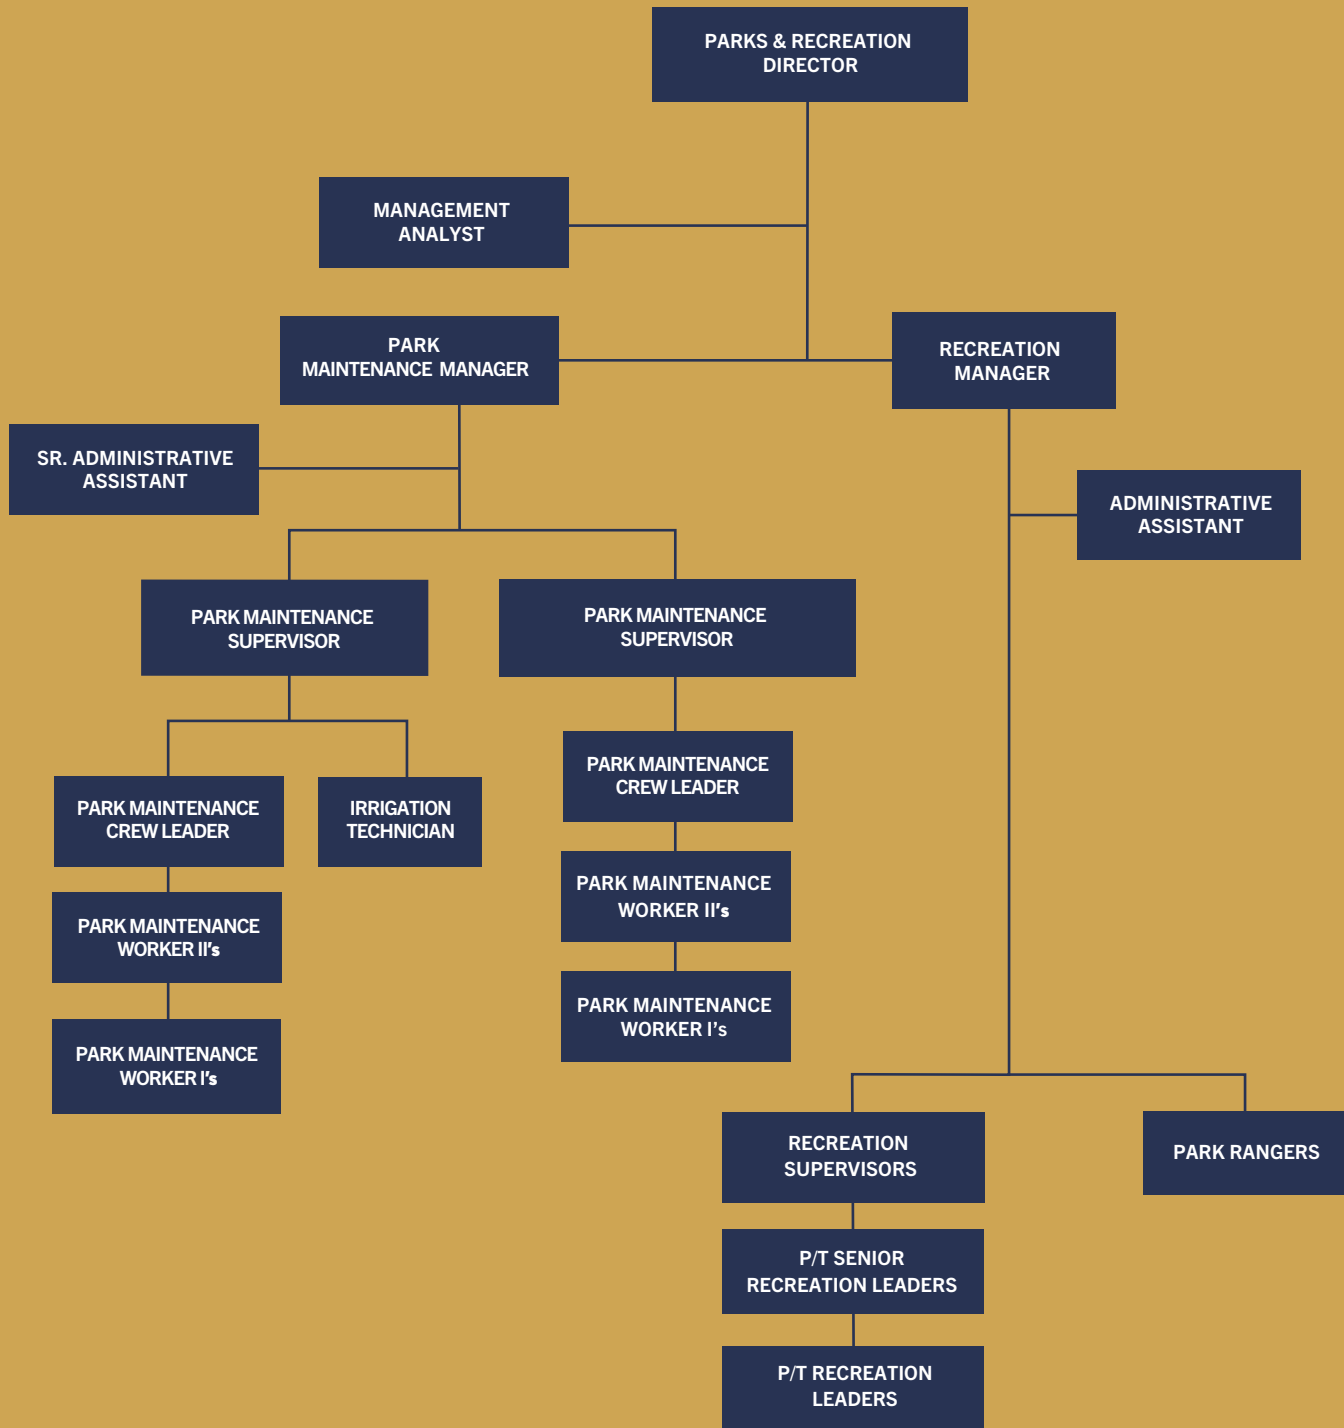 PARKS & RECREATION
DIRECTOR
MANAGEMENT
ANALYST
PARK
MAINTENANCE MANAGER
RECREATION
MANAGER
SR. ADMINISTRATIVE
ASSISTANT
ADMINISTRATIVE
ASSISTANT
PARK MAINTENANCE
SUPERVISOR
PARK MAINTENANCE
SUPERVISOR
PARK MAINTENANCE
CREW LEADER
IRRIGATION
TECHNICIAN
PARK MAINTENANCE
CREW LEADER
PARK MAINTENANCE
WORKER II's
PARK MAINTENANCE
WORKER II's
PARK MAINTENANCE
WORKER I's
PARK MAINTENANCE
WORKER I’s
RECREATION
SUPERVISORS
PARK RANGERS
P/T SENIOR
RECREATION LEADERS
P/T RECREATION
LEADERS